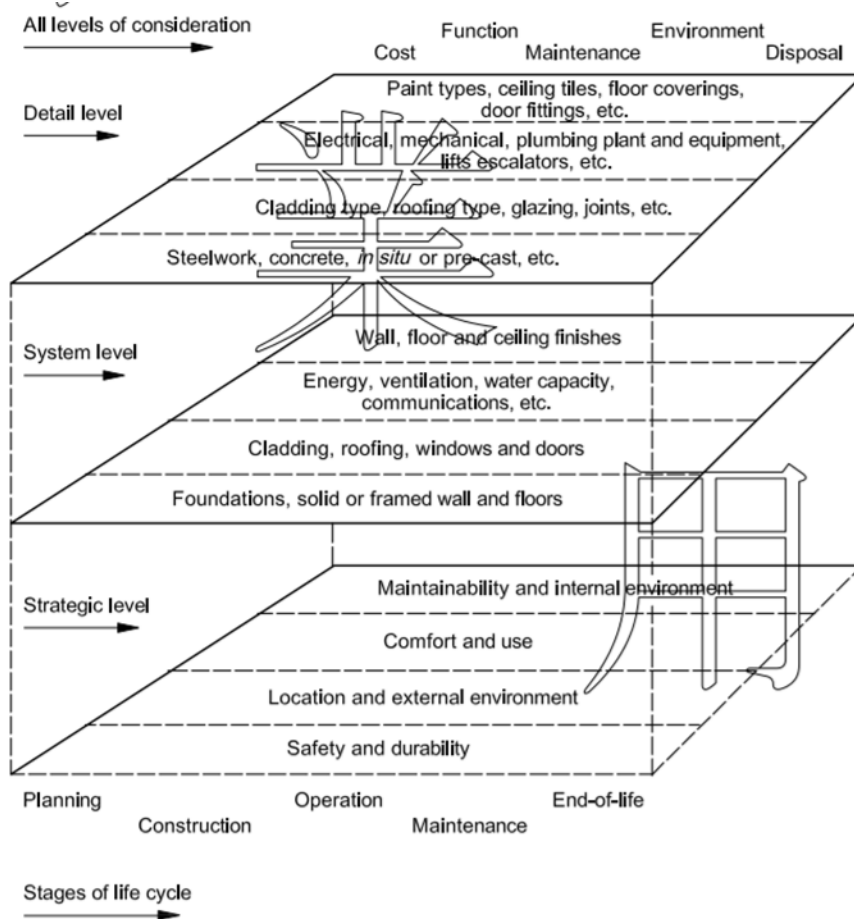 All levels of consideration
Function Environment
Cost Maintenance Disposal
Detail level
Paint types, ceiling tiles, floor coverings,
door fittings, etc.
Electrical, mechanical, plumbing plant and equipment,
lifts escalators, etc.
Cladding type, roofing type, glazing, joints, etc.
Steelwork, concrete, in situ or pre-cast, etc.
業
System level
Wall, floor and ceiling finishes
Energy, ventilation, water capacity,
communications, etc.
Cladding, roofing, windows and doors
Foundations, solid or framed wall and floors
用
Strategic level
Maintainability and internal environment
Comfort and use
Location and external environment
Safety and durability
Planning Operation End-of-life
Construction Maintenance
Stages of life cycle